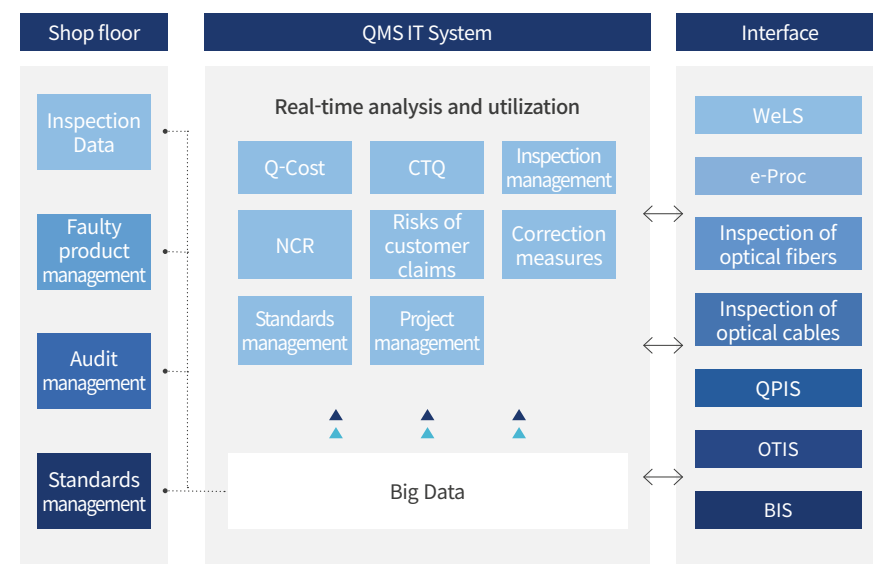 Shop floor
QMS IT System
Interface
Inspection
Data
Faulty
product
management
Audit
management
Standards
management
Real-time analysis and utilization
Q-Cost
CTQ
Inspection
management
NCR
Risks of
customer
claims
Correction
measures
Standards
management
Project
management
Big Data
WeLS
e-Proc
Inspection of
optical fibers
Inspection of
optical cables
QPIS
OTIS
BIS